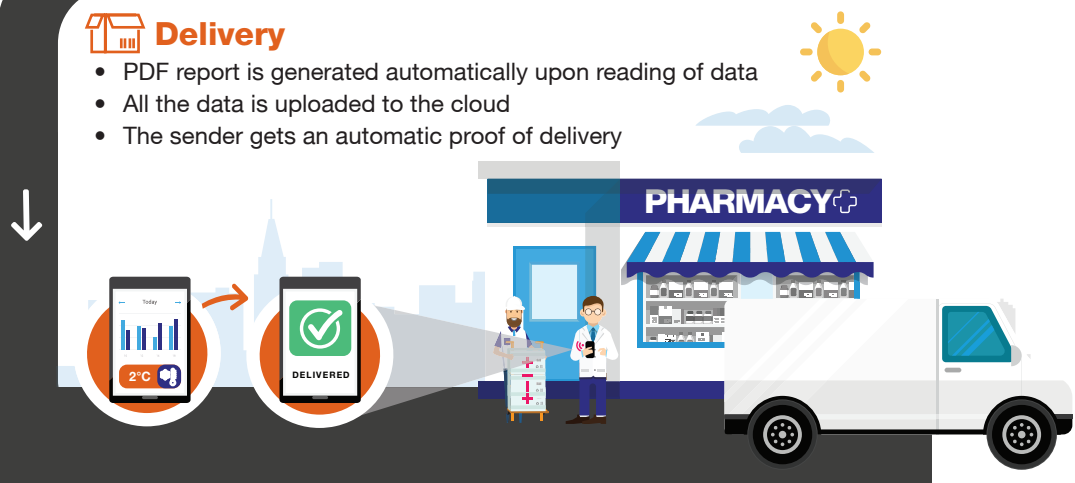 Delivery
• PDF report is generated automatically upon reading of data
• All the data is uploaded to the cloud
• The sender gets an automatic proof of delivery
PHARMACY
Today
2°C
DELIVERED